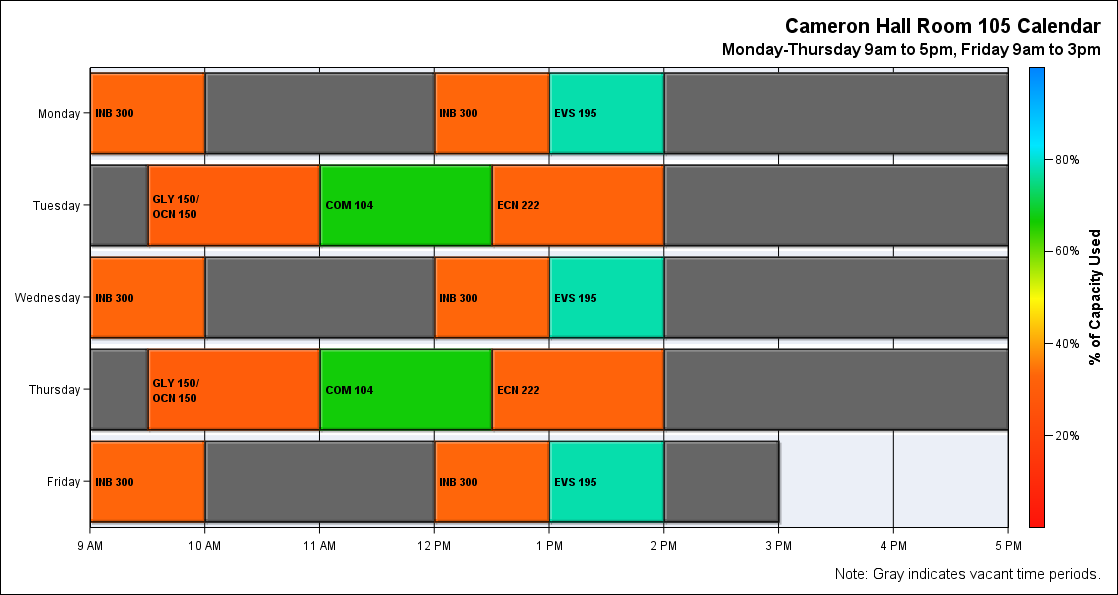 Cameron Hall Room 105 Calendar
Monday-Thursday 9am to 5pm, Friday 9am to 3pm
Monday
INB 300
INB 300
EVS 195
Tuesday
GLY 150/
OCN 150
COM 104
ECN 222
Wednesday
INB 300
INB 300
EVS 195
Thursday
GLY 150/
OCN 150
COM 104
ECN 222
Friday
INB 300
INB 300
EVS 195
9 AM
10 AM
11 AM
12 PM
1 PM
2 PM
3 PM
4 PM
5 PM
80%
60%
40%
20%
% of Capacity Used
Note: Gray indicates vacant time periods.